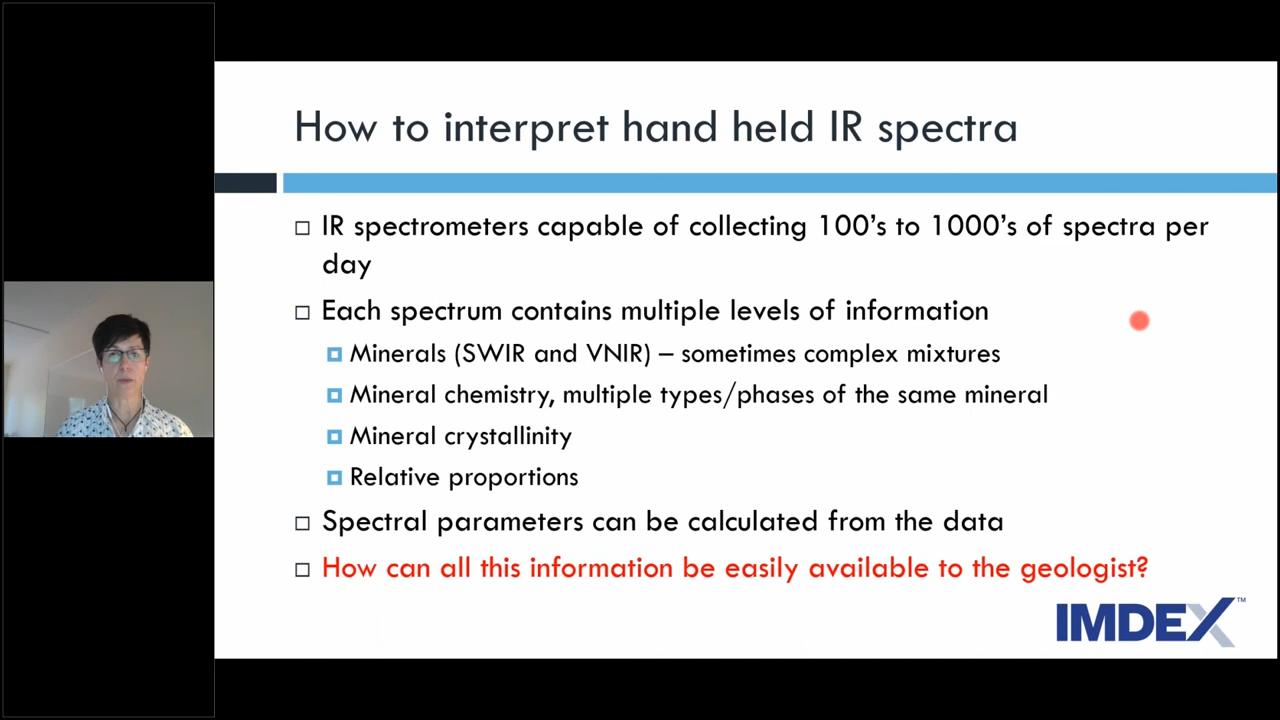 How to interpret hand held IR spectra
IR spectrometers capable of collecting 100's to 1000's of spectra per
day
Each spectrum contains multiple levels of information
Minerals (SWIR and VNIR) – sometimes complex mixtures
Mineral chemistry, multiple types/phases of the same mineral
Mineral crystallinity
Relative proportions
Spectral parameters can be calculated from the data
How can all this information be easily available to the geologist?
IMDEX™